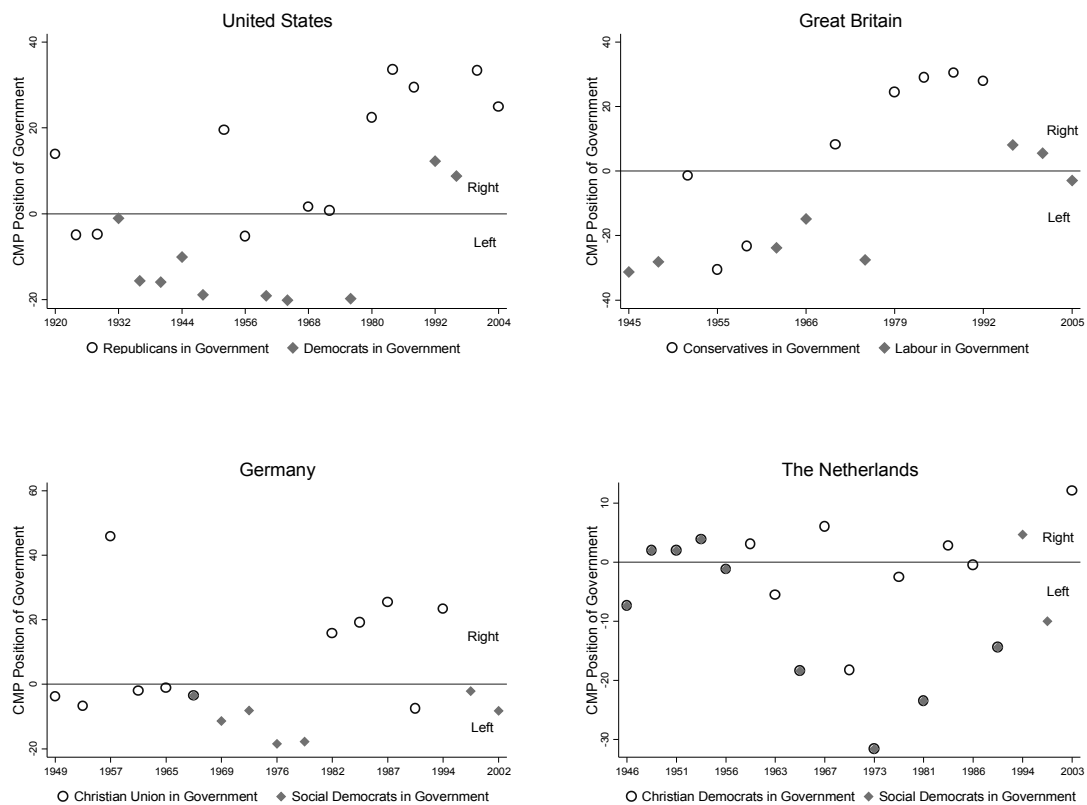 United States
CMP Position of Government
40
20
0
-20
Right
Left
1920 1932 1944 1956 1968 1980 1992 2004
Republicans in Government Democrats in Government
Great Britain
CMP Position of Government
40
20
0
-20
-40
Right
Left
1945 1955 1966 1979 1992 2005
Conservatives in Government Labour in Government
Germany
CMP Position of Government
60
40
20
0
-20
Right
Left
1949 1957 1965 1969 1976 1982 1987 1994 2002
Christian Union in Government Social Democrats in Government
The Netherlands
CMP Position of Government
10
0
-10
-20
-30
Right
Left
1946 1951 1956 1963 1967 1973 1981 1986 1994 2003
Christian Democrats in Government Social Democrats in Government